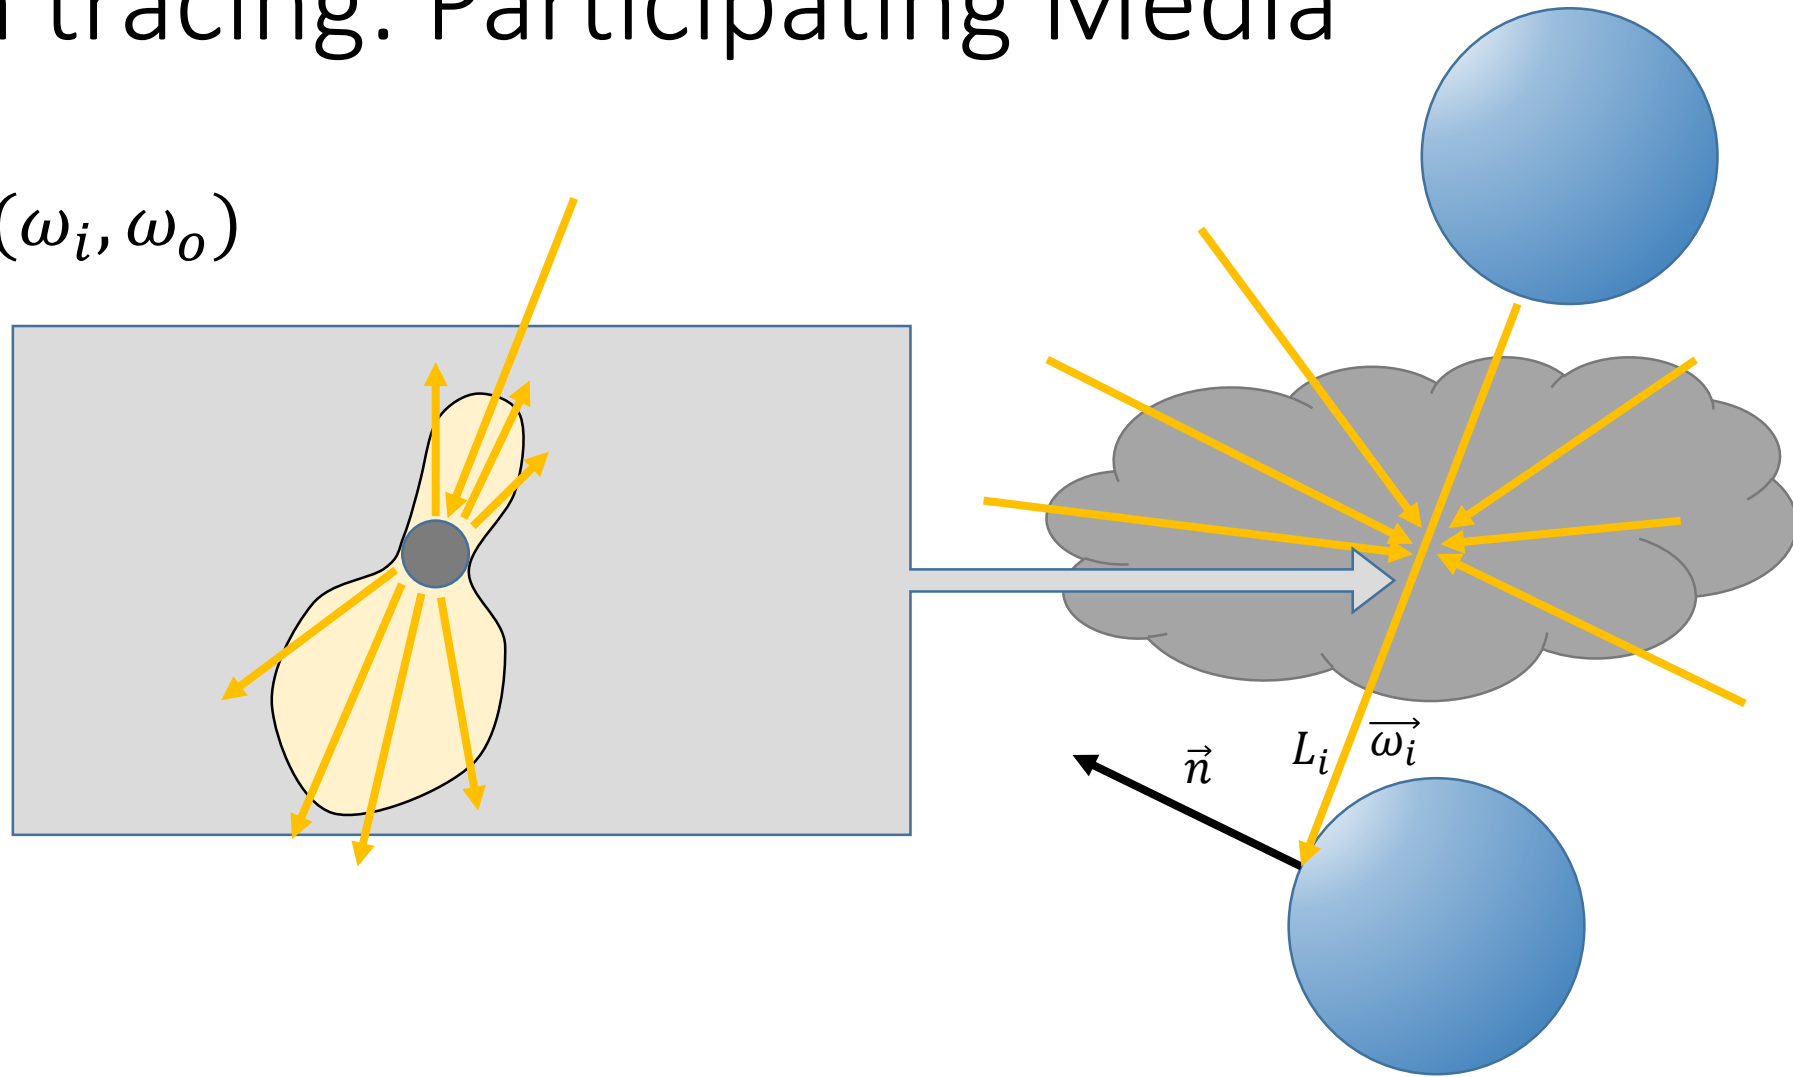 tracing: Participating Media
(ωᵢ, ωₒ)
n⃗
Lᵢ
ωᵢ⃗